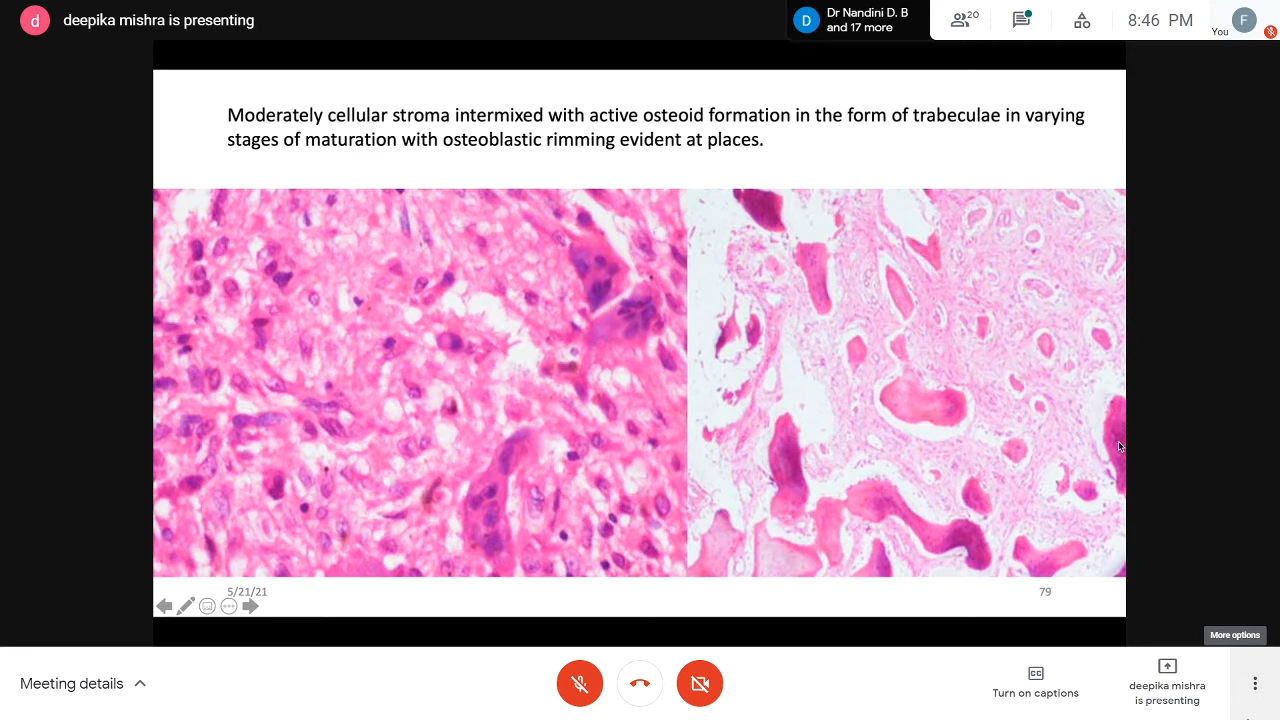 d
deepika mishra is presenting
D
Dr Nandini D. B
and 17 more
20
8:46 PM
You
F
Moderately cellular stroma intermixed with active osteoid formation in the form of trabeculae in varying
stages of maturation with osteoblastic rimming evident at places.
5/21/21
79
More options
Meeting details
Turn on captions
deepika mishra
is presenting